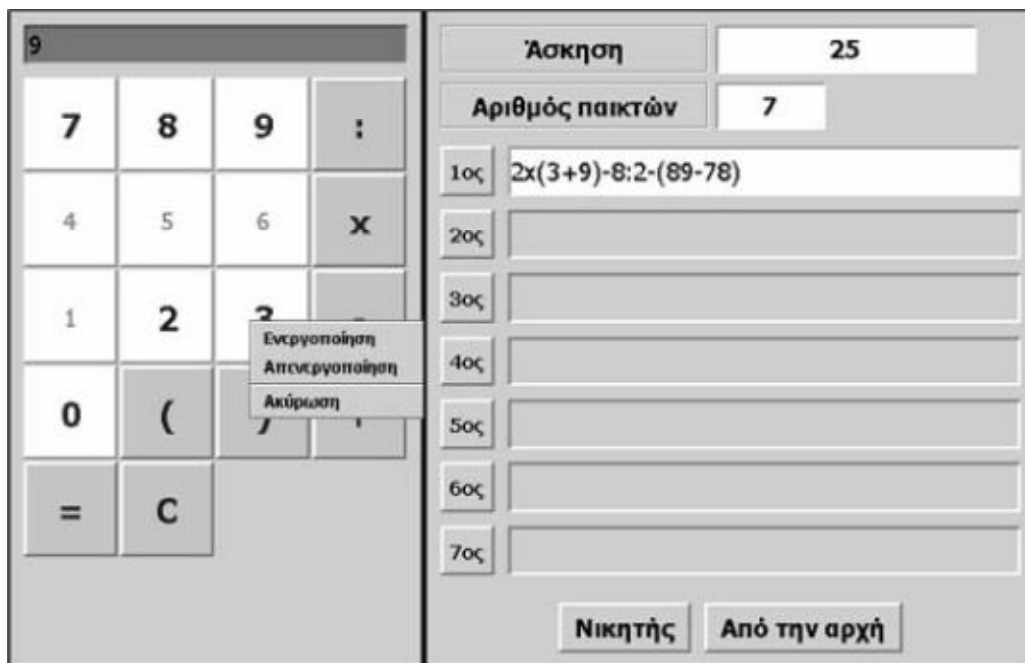 9
7 8 9 :
4 5 6 x
1 2 3 -
0 ( )
= C
Ενεργοποίηση
Απενεργοποίηση
Ακύρωση
Άσκηση 25
Αριθμός παικτών 7
1ος 2x(3+9)-8:2-(89-78)
2ος
3ος
4ος
5ος
6ος
7ος
Νικητής Από την αρχή